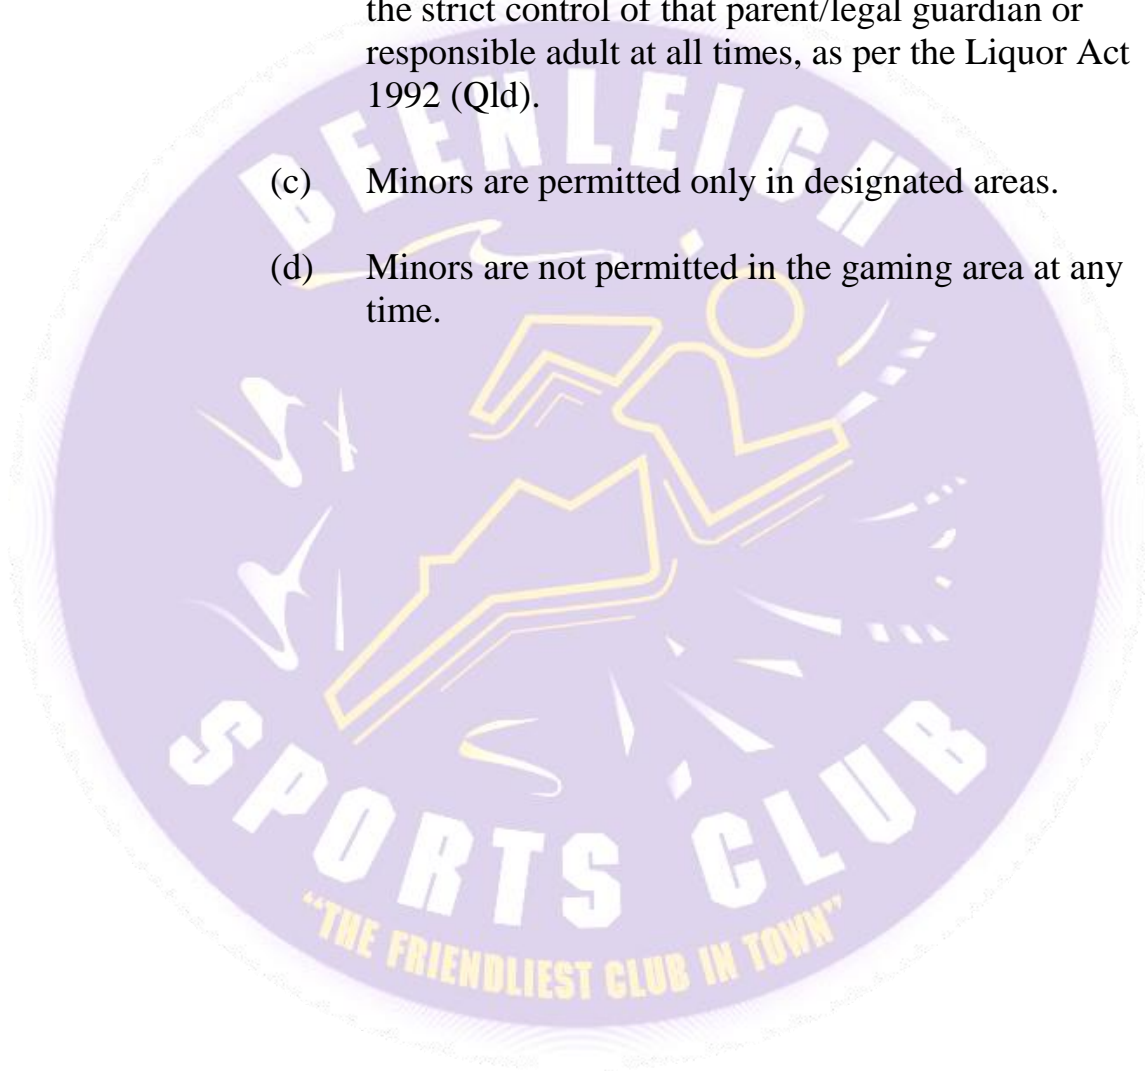 the strict control of that parent/legal guardian or
responsible adult at all times, as per the Liquor Act
1992 (Qld).
(c) Minors are permitted only in designated areas.
(d) Minors are not permitted in the gaming area at any
time.
BEENLEIGH
SPORTS CLUB
"THE FRIENDLIEST CLUB IN TOWN"